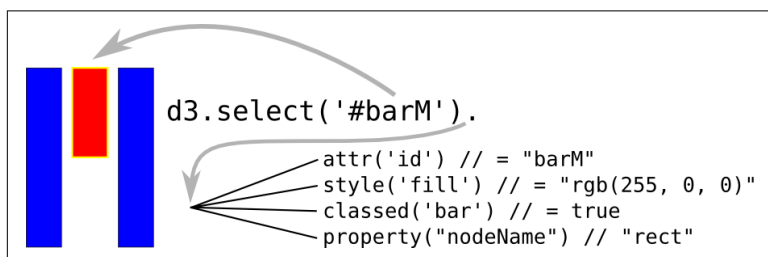 d3.select('#barM').
attr('id') // = "barM"
style('fill') // = "rgb(255, 0, 0)"
classed('bar') // = true
property("nodeName") // "rect"